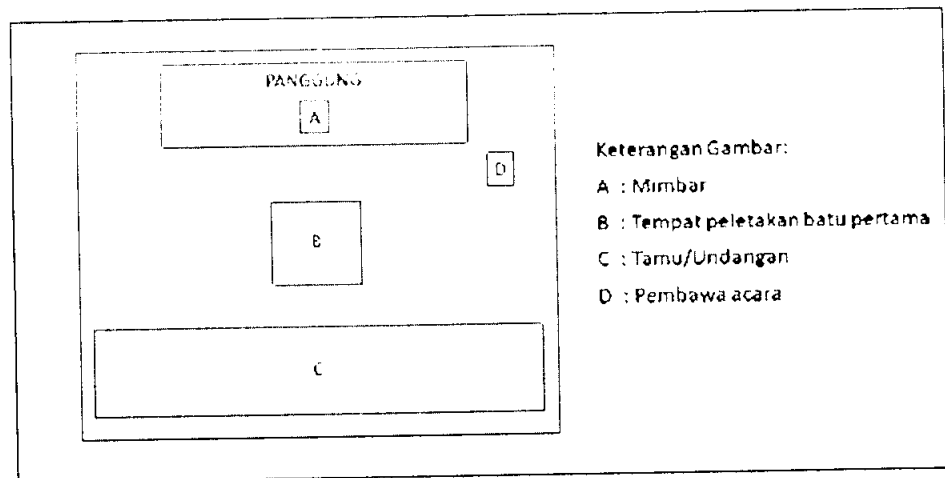 PANGGUNG
A
D
B
C
Keterangan Gambar:
A : Mimbar
B : Tempat peletakan batu pertama
C : Tamu/Undangan
D : Pembawa acara